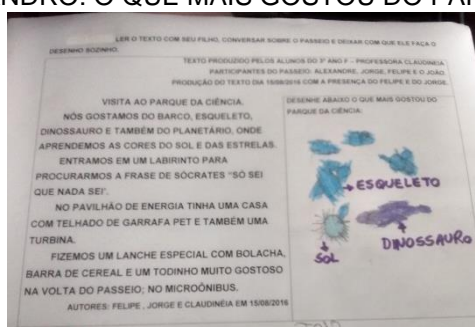 NDRO: O QUE MAIS GOSTOU DO PAR
LER O TEXTO COM SEU FILHO, CONVERSAR SOBRE O PASSEIO E DEIXAR COM QUE ELE FAÇA O
DESENHO SOZINHO.
TEXTO PRODUZIDO PELOS ALUNOS DO 3º ANO F – PROFESSORA CLAUDINEIA
PARTICIPANTES DO PASSEIO: ALEXANDRE, JORGE, FELIPE E O JOÃO.
PRODUÇÃO DO TEXTO DIA 15/08/2016 COM A PRESENÇA DO FELIPE E DO JORGE.
VISITA AO PARQUE DA CIÊNCIA.
NÓS GOSTAMOS DO BARCO, ESQUELETO,
DINOSSAURO E TAMBÉM DO PLANETÁRIO, ONDE
APRENDEMOS AS CORES DO SOL E DAS ESTRELAS.
ENTRAMOS EM UM LABIRINTO PARA
PROCURARMOS A FRASE DE SÓCRATES "SÓ SEI
QUE NADA SEI".
NO PAVILHÃO DE ENERGIA TINHA UMA CASA
COM TELHADO DE GARRAFA PET E TAMBÉM UMA
TURBINA.
FIZEMOS UM LANCHE ESPECIAL COM BOLACHA,
BARRA DE CEREAL E UM TODINHO MUITO GOSTOSO
NA VOLTA DO PASSEIO; NO MICROÔNIBUS.
AUTORES: FELIPE , JORGE E CLAUDINÉIA EM 15/08/2016
DESENHE ABAIXO O QUE MAIS GOSTOU DO
PARQUE DA CIÊNCIA:
ESQUELETO
DINOSSAURO
SOL